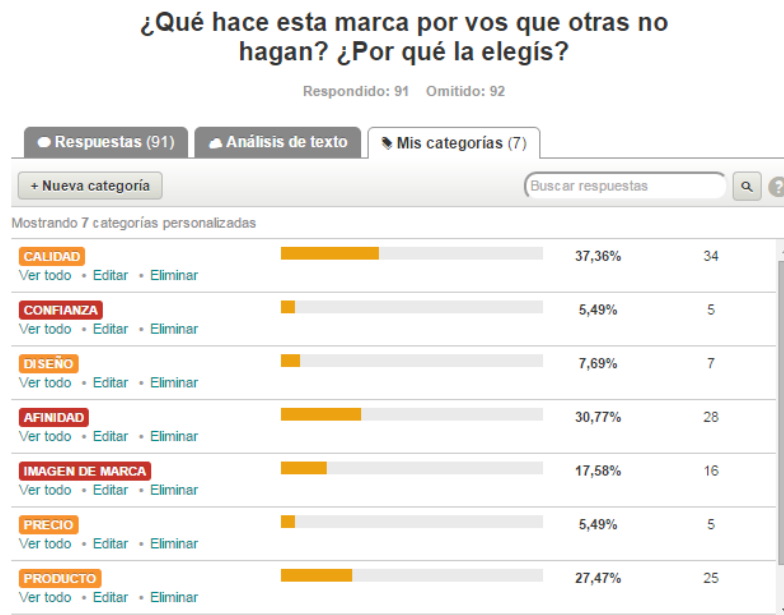 ¿Qué hace esta marca por vos que otras no
hagan? ¿Por qué la elegís?
Respondido: 91 Omitido: 92
Respuestas (91) Análisis de texto Mis categorías (7)
+ Nueva categoría Buscar respuestas ?
Mostrando 7 categorías personalizadas
CALIDAD 37,36% 34
Ver todo • Editar • Eliminar
CONFIANZA 5,49% 5
Ver todo • Editar • Eliminar
DISEÑO 7,69% 7
Ver todo • Editar • Eliminar
AFINIDAD 30,77% 28
Ver todo • Editar • Eliminar
IMAGEN DE MARCA 17,58% 16
Ver todo • Editar • Eliminar
PRECIO 5,49% 5
Ver todo • Editar • Eliminar
PRODUCTO 27,47% 25
Ver todo • Editar • Eliminar